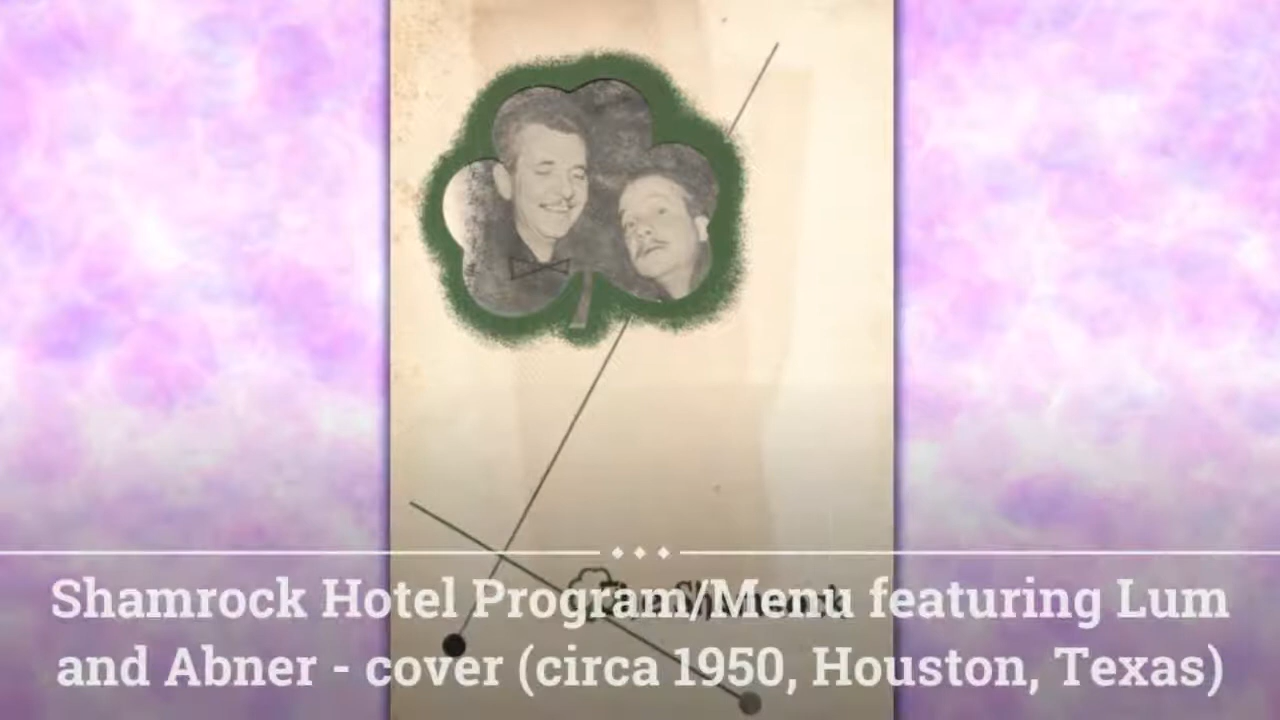 Shamrock Hotel Program/Menu featuring Lum
and Abner - cover (circa 1950, Houston, Texas)